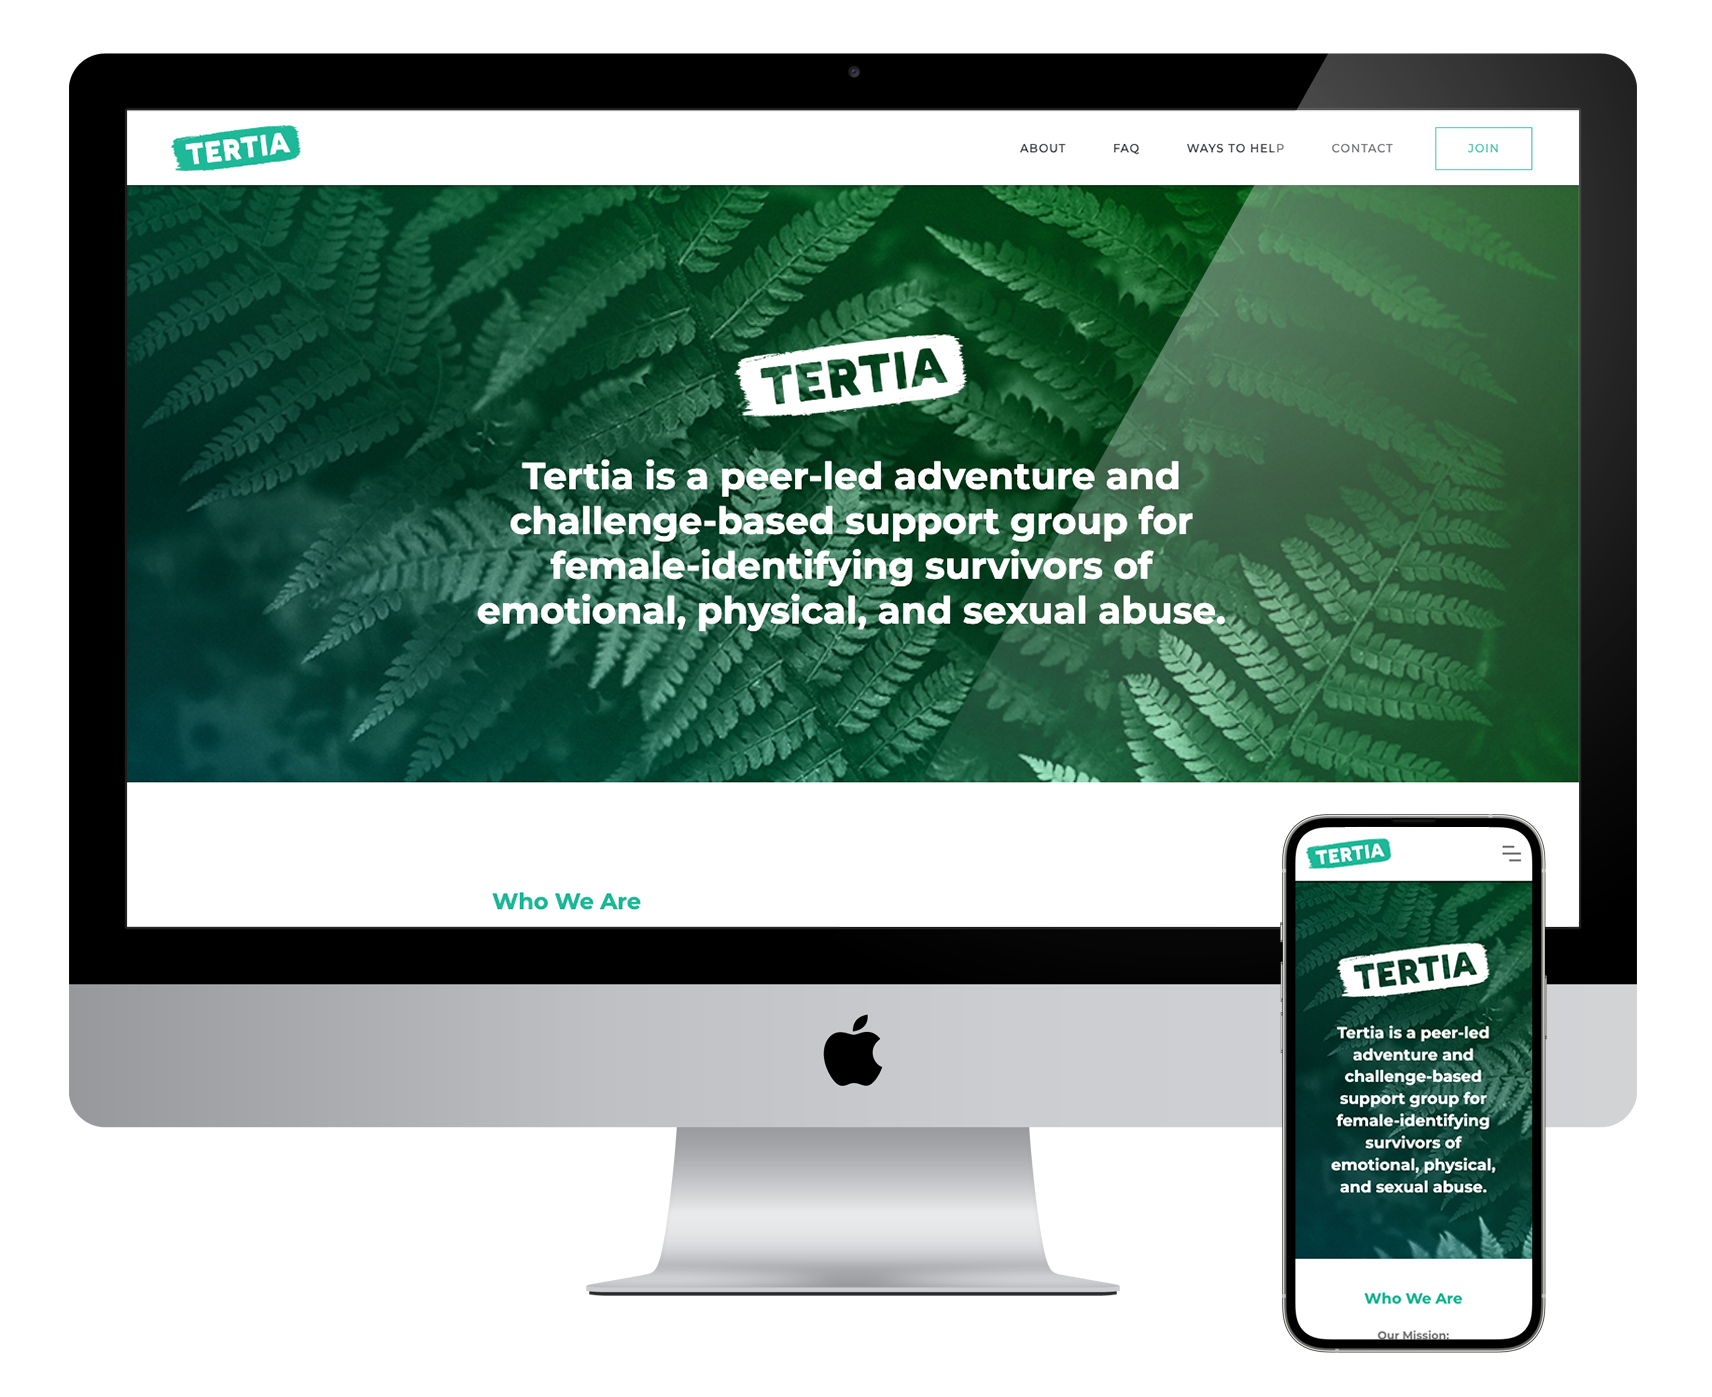 TERTIA
ABOUT FAQ WAYS TO HELP CONTACT JOIN
TERTIA
Tertia is a peer-led adventure and
challenge-based support group for
female-identifying survivors of
emotional, physical, and sexual abuse.
Who We Are
TERTIA
TERTIA
Tertia is a peer-led
adventure and
challenge-based
support group for
female-identifying
survivors of
emotional, physical,
and sexual abuse.
Who We Are
Our Mission: